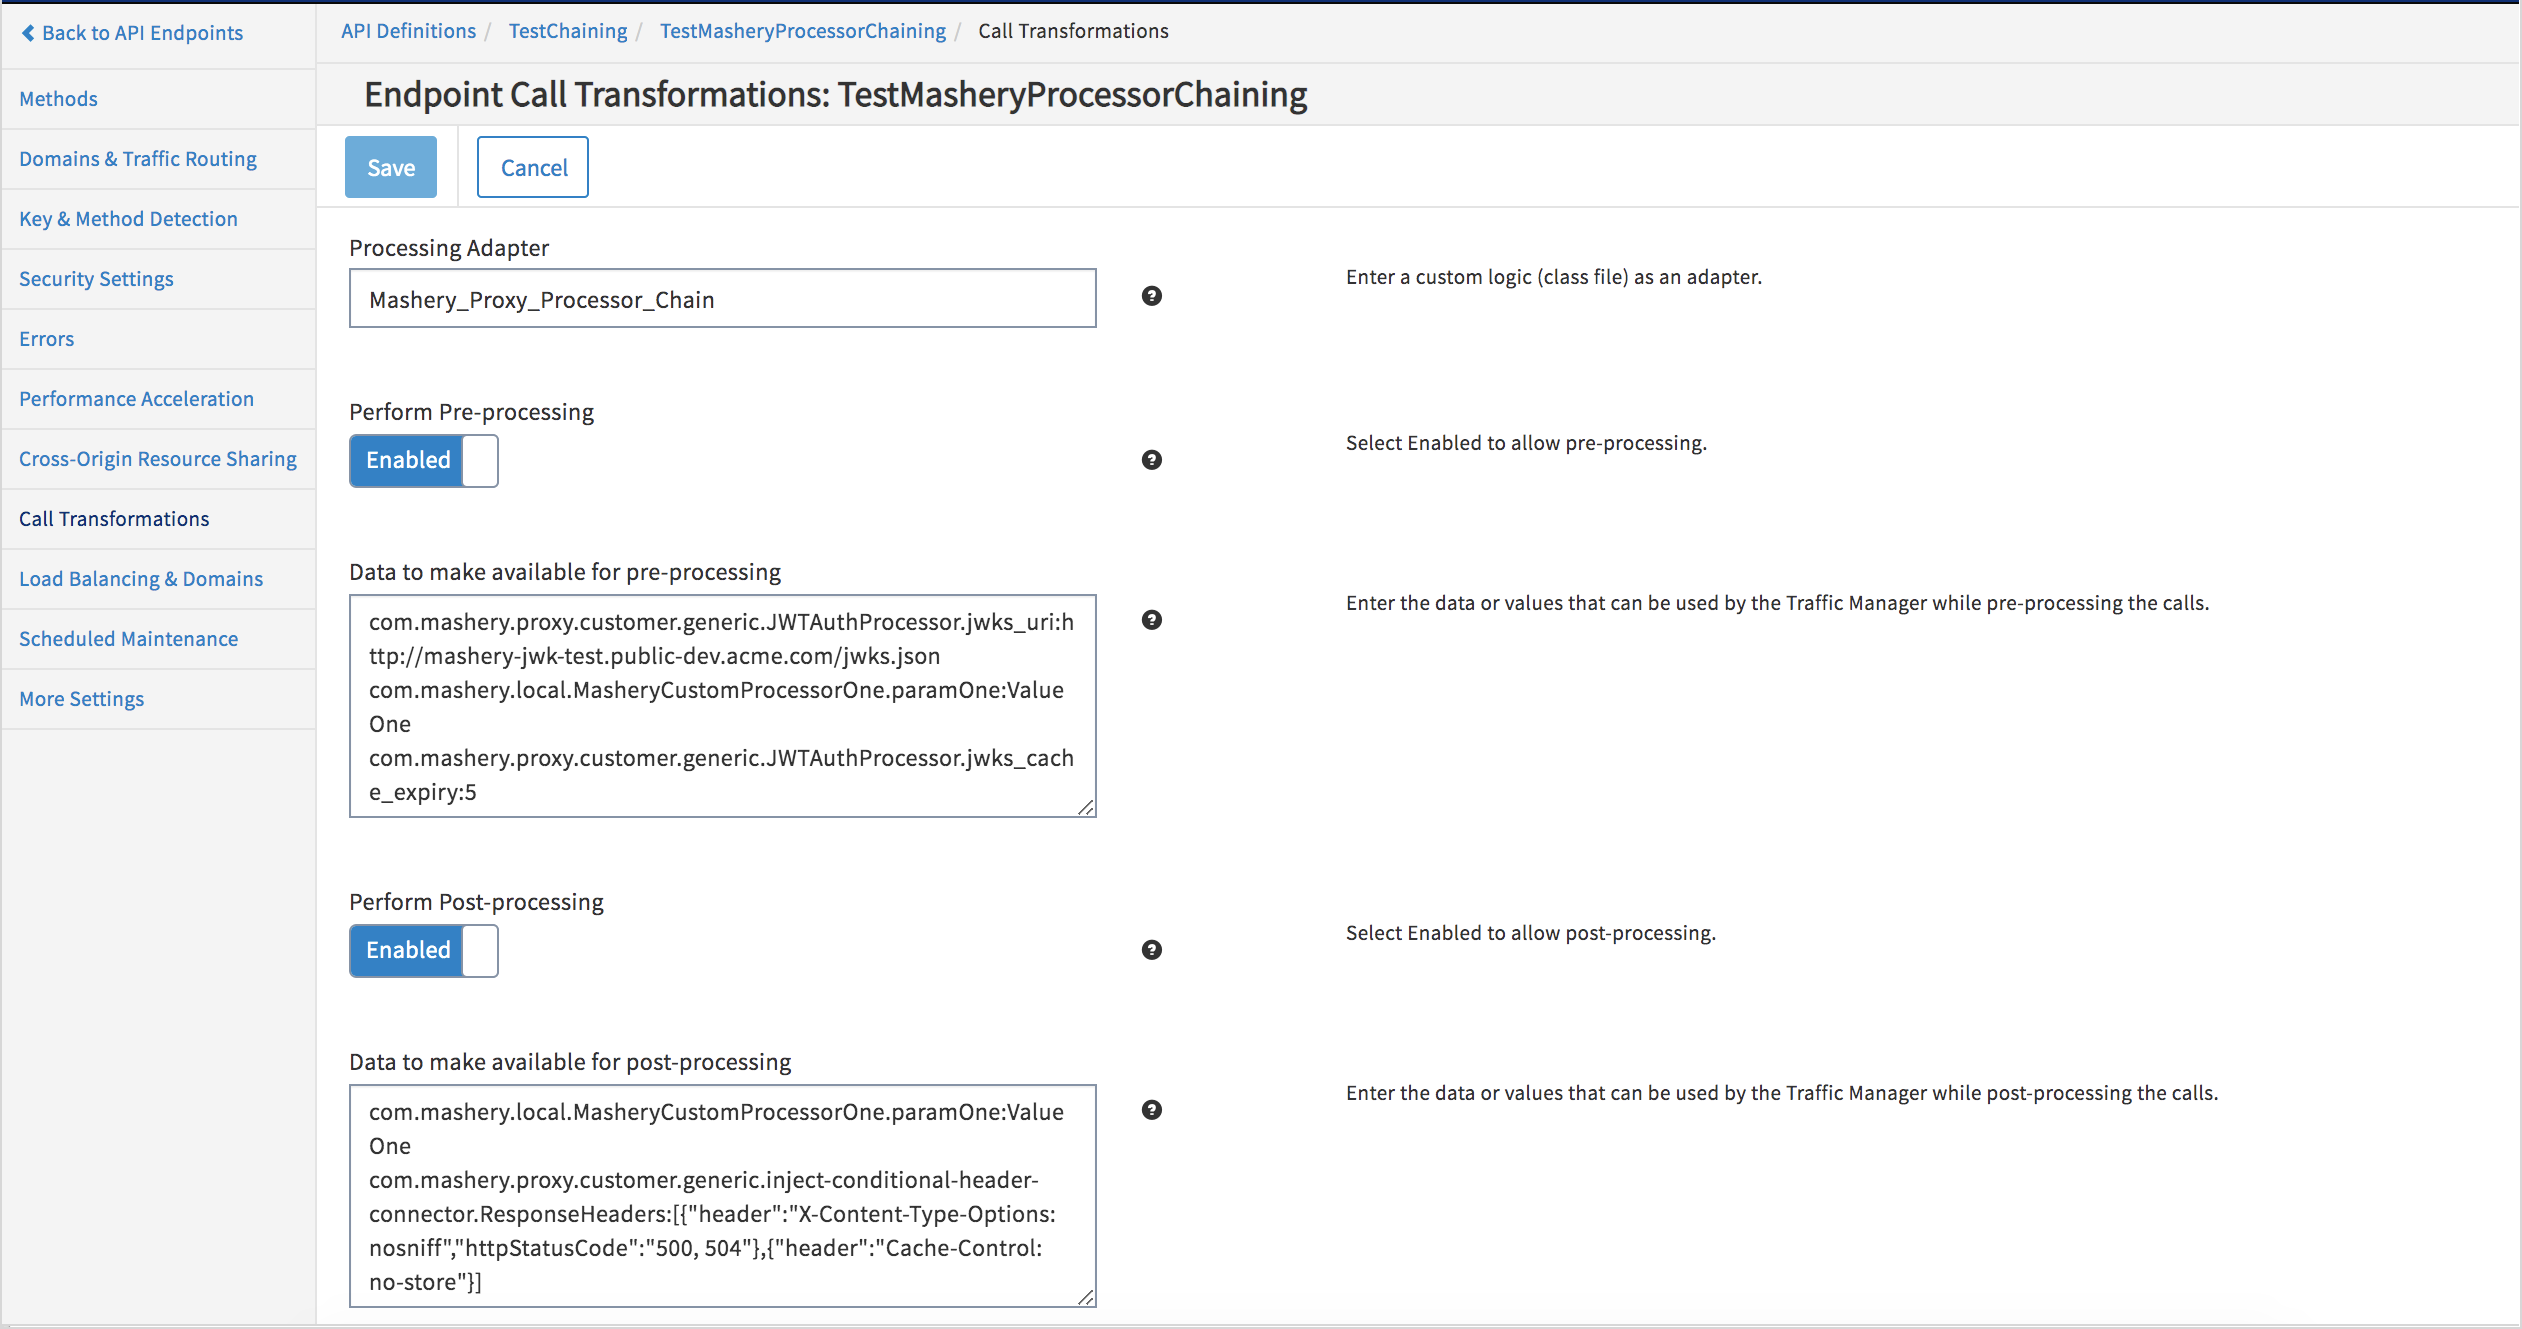 Back to API Endpoints
Methods
Domains & Traffic Routing
Key & Method Detection
Security Settings
Errors
Performance Acceleration
Cross-Origin Resource Sharing
Call Transformations
Load Balancing & Domains
Scheduled Maintenance
More Settings
API Definitions / TestChaining / TestMasheryProcessorChaining / Call Transformations
Endpoint Call Transformations: TestMasheryProcessorChaining
Save
Cancel
Processing Adapter
Mashery_Proxy_Processor_Chain
Enter a custom logic (class file) as an adapter.
Perform Pre-processing
Enabled
Select Enabled to allow pre-processing.
Data to make available for pre-processing
com.mashery.proxy.customer.generic.JWTAuthProcessor.jwks_uri:h
ttp://mashery-jwk-test.public-dev.acme.com/jwks.json
com.mashery.local.MasheryCustomProcessorOne.paramOne:Value
One
com.mashery.proxy.customer.generic.JWTAuthProcessor.jwks_cach
e_expiry:5
Enter the data or values that can be used by the Traffic Manager while pre-processing the calls.
Perform Post-processing
Enabled
Select Enabled to allow post-processing.
Data to make available for post-processing
com.mashery.local.MasheryCustomProcessorOne.paramOne:Value
One
com.mashery.proxy.customer.generic.inject-conditional-header-
connector.ResponseHeaders:[{"header":"X-Content-Type-Options:
nosniff","httpStatusCode":"500, 504"},{"header":"Cache-Control:
no-store"}]
Enter the data or values that can be used by the Traffic Manager while post-processing the calls.